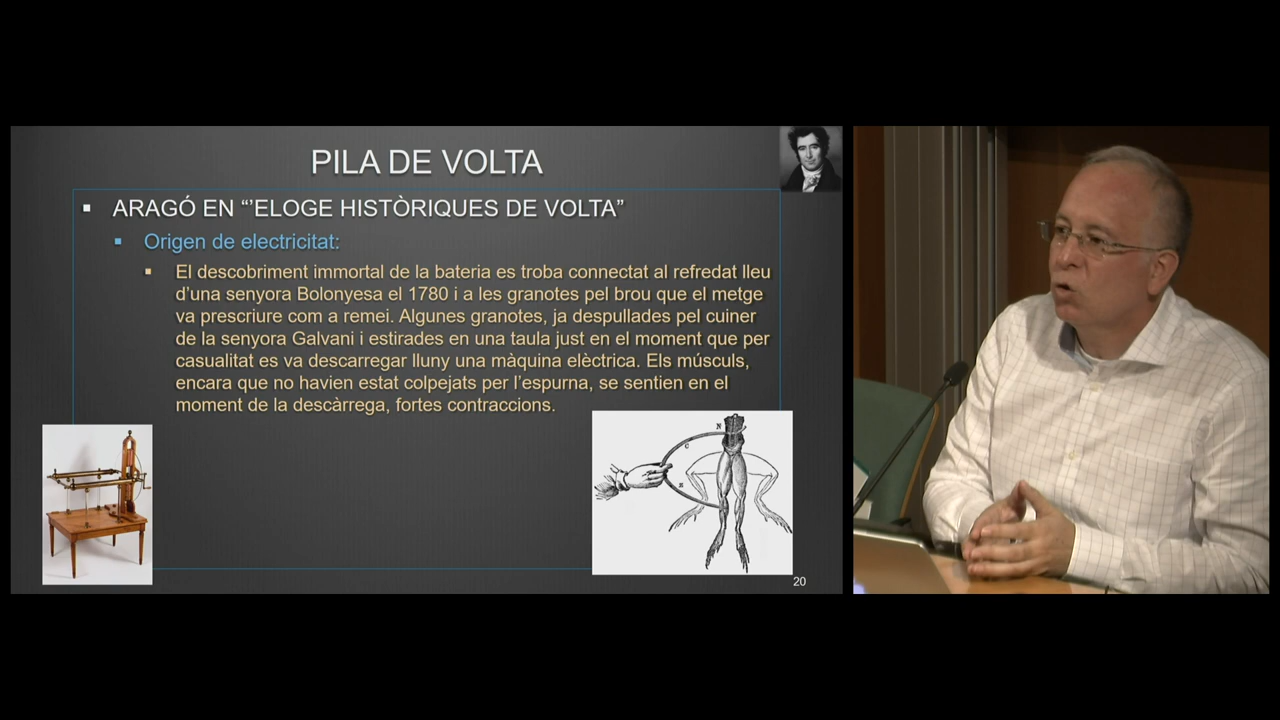 PILA DE VOLTA
▪ ARAGÓ EN “’ELOGE HISTÒRIQUES DE VOLTA”
▪ Origen de electricitat:
▪ El descobriment immortal de la bateria es troba connectat al refredat lleu
d’una senyora Bolonyesa el 1780 i a les granotes pel brou que el metge
va prescriure com a remei. Algunes granotes, ja despullades pel cuiner
de la senyora Galvani i estirades en una taula just en el moment que per
casualitat es va descarregar lluny una màquina elèctrica. Els músculs,
encara que no havien estat colpejats per l’espurna, se sentien en el
moment de la descàrrega, fortes contraccions.
N
C
20